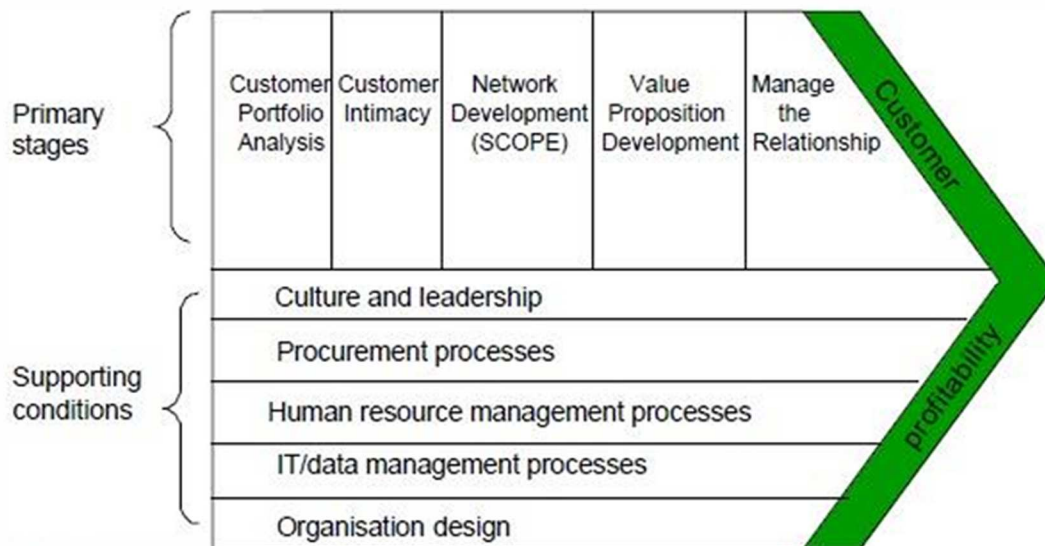 Primary
stages
Customer
Portfolio
Analysis
Customer
Intimacy
Network
Development
(SCOPE)
Value
Proposition
Development
Manage
the
Relationship
Customer
profitability
Supporting
conditions
Culture and leadership
Procurement processes
Human resource management processes
IT/data management processes
Organisation design